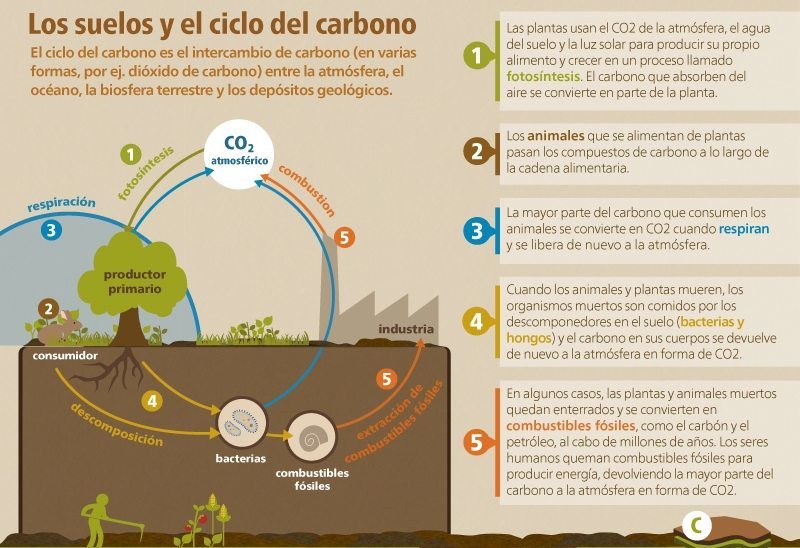 Los suelos y el ciclo del carbono
El ciclo del carbono es el intercambio de carbono (en varias
formas, por ej. dióxido de carbono) entre la atmósfera, el
océano, la biosfera terrestre y los depósitos geológicos.
CO2
atmosférico
1
fotosíntesis
combustion
respiración
3
5
productor
primario
2
industria
consumidor
4
5
descomposición
extracción de
combustibles fósiles
bacterias
combustibles
fósiles
1
Las plantas usan el CO2 de la atmósfera, el agua
del suelo y la luz solar para producir su propio
alimento y crecer en un proceso llamado
fotosíntesis. El carbono que absorben del
aire se convierte en parte de la planta.
2
Los animales que se alimentan de plantas
pasan los compuestos de carbono a lo largo de
la cadena alimentaria.
3
La mayor parte del carbono que consumen los
animales se convierte en CO2 cuando respiran
y se libera de nuevo a la atmósfera.
4
Cuando los animales y plantas mueren, los
organismos muertos son comidos por los
descomponedores en el suelo (bacterias y
hongos) y el carbono en sus cuerpos se devuelve
de nuevo a la atmósfera en forma de CO2.
5
En algunos casos, las plantas y animales muertos
quedan enterrados y se convierten en
combustibles fósiles, como el carbón y el
petróleo, al cabo de millones de años. Los seres
humanos queman combustibles fósiles para
producir energía, devolviendo la mayor parte del
carbono a la atmósfera en forma de CO2.
C